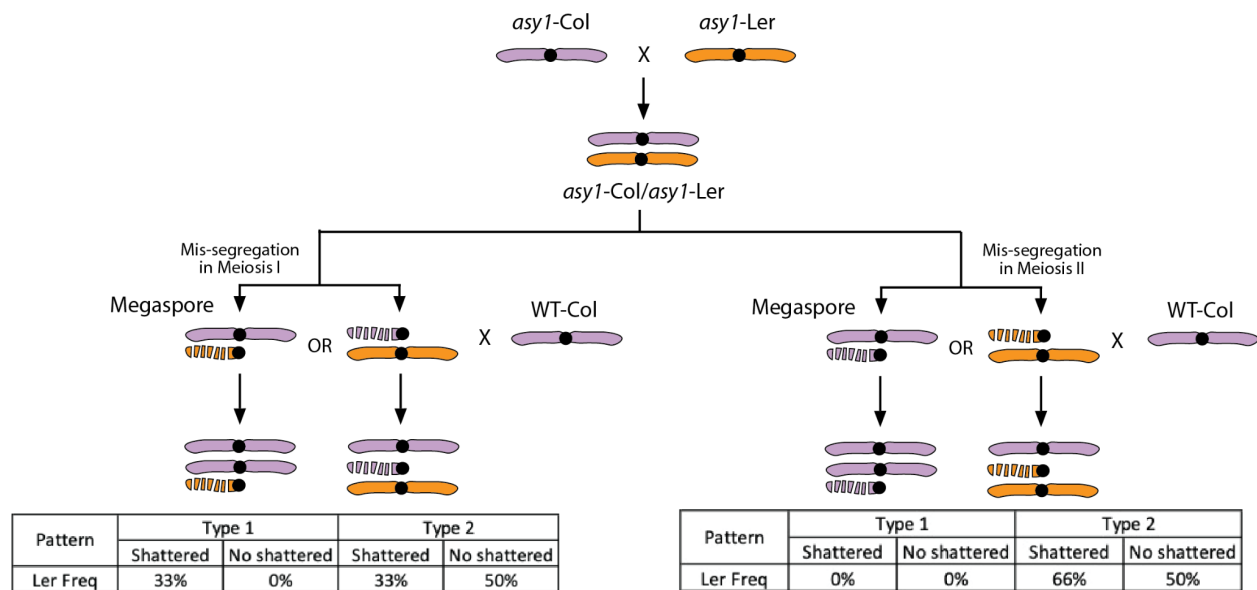 asy1-Col asy1-Ler
X
asy1-Col/asy1-Ler
Mis-segregation
in Meiosis I
Mis-segregation
in Meiosis II
Megaspore WT-Col
OR X
Megaspore WT-Col
OR X
Pattern Type 1 Type 2
Shattered No shattered Shattered No shattered
Ler Freq 33% 0% 33% 50%
Pattern Type 1 Type 2
Shattered No shattered Shattered No shattered
Ler Freq 0% 0% 66% 50%